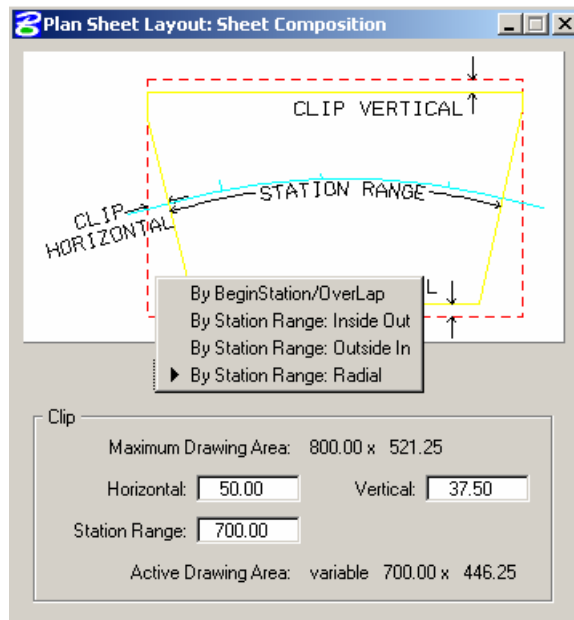 Plan Sheet Layout: Sheet Composition
CLIP VERTICAL
STATION RANGE
CLIP
HORIZONTAL
L
By BeginStation/OverLap
By Station Range: Inside Out
By Station Range: Outside In
By Station Range: Radial
Clip
Maximum Drawing Area: 800.00 x 521.25
Horizontal: 50.00 Vertical: 37.50
Station Range: 700.00
Active Drawing Area: variable 700.00 x 446.25